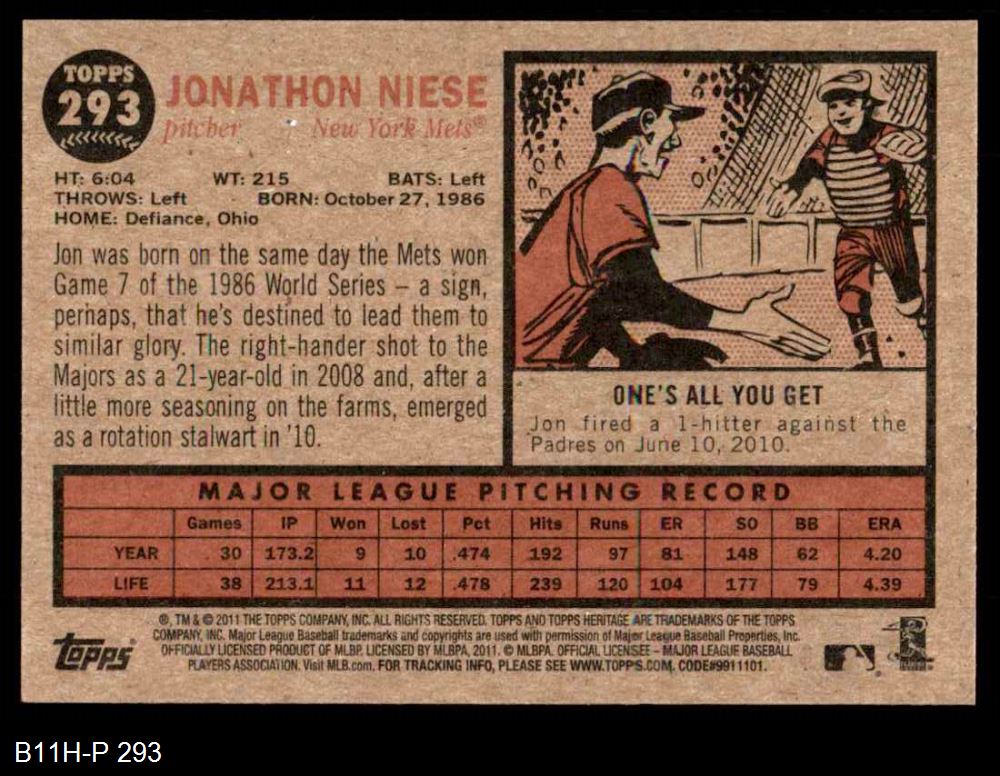 TOPPS
293
JONATHON NIESE
pitcher New York Mets®
HT: 6:04 WT: 215 BATS: Left
THROWS: Left BORN: October 27, 1986
HOME: Defiance, Ohio
Jon was born on the same day the Mets won
Game 7 of the 1986 World Series – a sign,
perhaps, that he's destined to lead them to
similar glory. The right-hander shot to the
Majors as a 21-year-old in 2008 and, after a
little more seasoning on the farms, emerged
as a rotation stalwart in '10.
ONE'S ALL YOU GET
Jon fired a 1-hitter against the
Padres on June 10, 2010.
MAJOR LEAGUE PITCHING RECORD
Games IP Won Lost Pct Hits Runs ER SO BB ERA
YEAR 30 173.2 9 10 .474 192 97 81 148 62 4.20
LIFE 38 213.1 11 12 .478 239 120 104 177 79 4.39
®, TM & © 2011 THE TOPPS COMPANY, INC. ALL RIGHTS RESERVED. TOPPS AND TOPPS HERITAGE ARE TRADEMARKS OF THE TOPPS
COMPANY, INC. Major League Baseball trademarks and copyrights are used with permission of Major League Baseball Properties, Inc.
OFFICIALLY LICENSED PRODUCT OF MLBP. LICENSED BY MLBPA, 2011. © MLBPA. OFFICIAL LICENSEE – MAJOR LEAGUE BASEBALL
PLAYERS ASSOCIATION. Visit MLB.com. FOR TRACKING INFO, PLEASE SEE WWW.TOPPS.COM. CODE#9911101.
topps
B11H-P 293